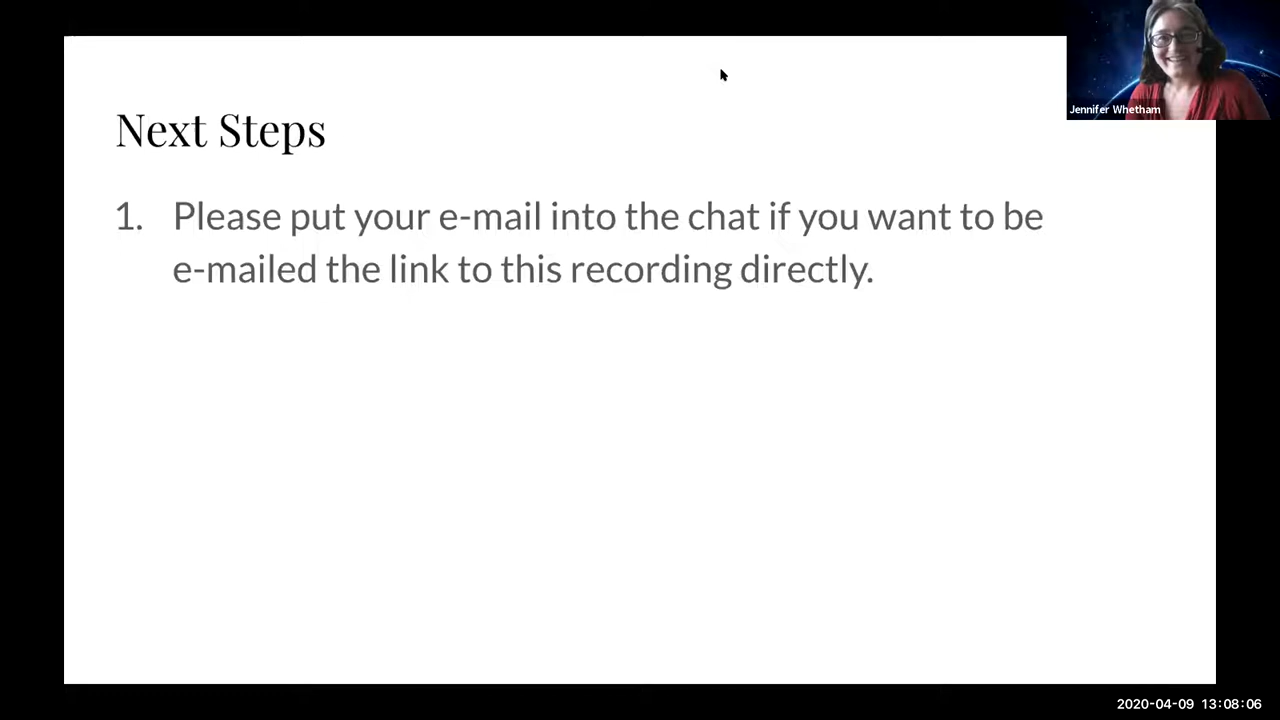 Jennifer Whetham
Next Steps
1. Please put your e-mail into the chat if you want to be
e-mailed the link to this recording directly.
2020-04-09 13:08:06